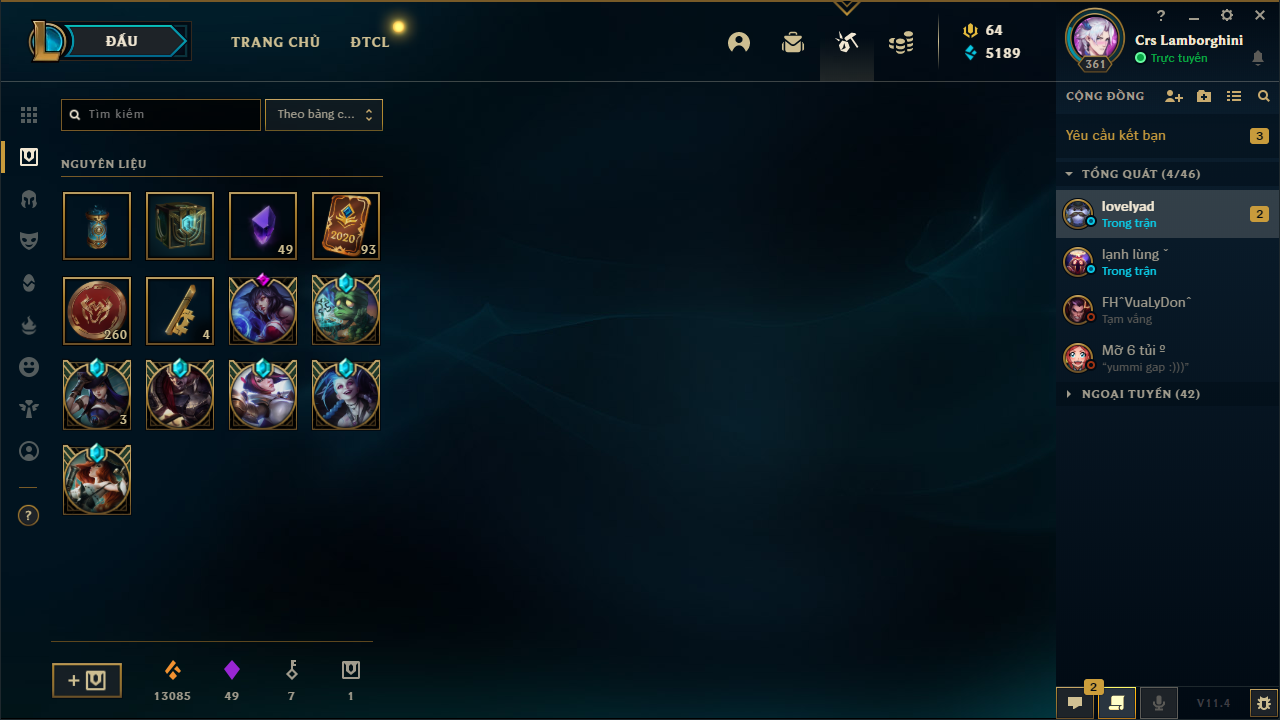 ĐẤU
TRANG CHỦ
ĐTCL
64
5189
?
361
Crs Lamborghini
Trực tuyến
Tìm kiếm
Theo bảng c...
CỘNG ĐỒNG
Yêu cầu kết bạn
3
NGUYÊN LIỆU
49
2020
93
260
4
3
?
TỔNG QUÁT (4/46)
lovelyad
Trong trận
2
lạnh lùng ˇ
Trong trận
FHˆVuaLyDonˆ
Tạm vắng
Mỡ 6 tủi º
"yummi gap :)))"
NGOẠI TUYẾN (42)
+
13085
49
7
1
2
V11.4